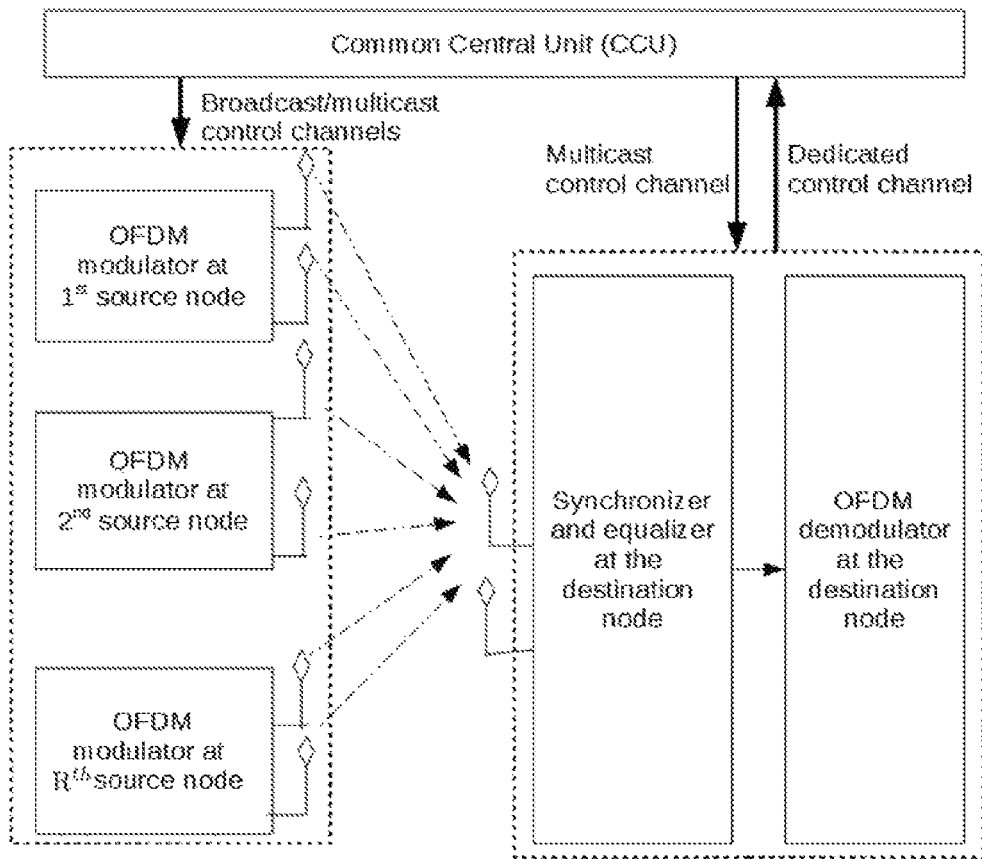 Common Central Unit (CCU)
Broadcast/multicast
control channels
Multicast
control channel
Dedicated
control channel
OFDM
modulator at
1st source node
OFDM
modulator at
2nd source node
OFDM
modulator at
Rth source node
Synchronizer
and equalizer
at the
destination
node
OFDM
demodulator
at the
destination
node